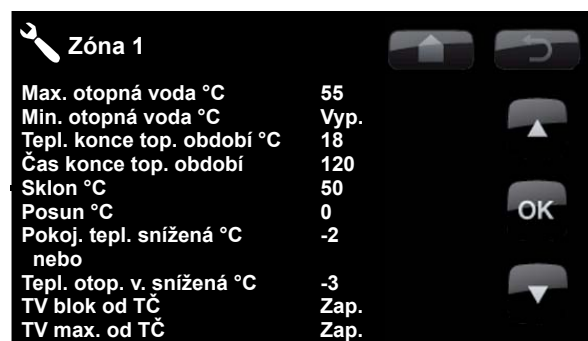 Zóna 1
Max. otopná voda °C 55
Min. otopná voda °C Vyp.
Tepl. konce top. období °C 18
Čas konce top. období 120
Sklon °C 50
Posun °C 0
Pokoj. tepl. snížená °C -2
nebo
Tepl. otop. v. snížená °C -3
TV blok od TČ Zap.
TV max. od TČ Zap.
OK